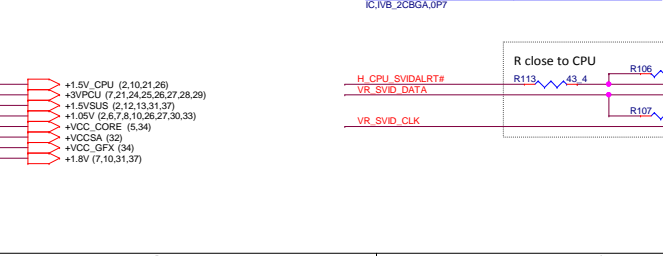 IC,IVB_2CBGA,0P7
R close to CPU
R106
H_CPU_SVIDALRT#
R113
43_4
VR_SVID_DATA
R107
VR_SVID_CLK
+1.5V_CPU (2,10,21,26)
+3VPCU (7,21,24,25,26,27,28,29)
+1.5VSUS (2,12,13,31,37)
+1.05V (2,6,7,8,10,26,27,30,33)
+VCC_CORE (5,34)
+VCCSA (32)
+VCC_GFX (34)
+1.8V (7,10,31,37)